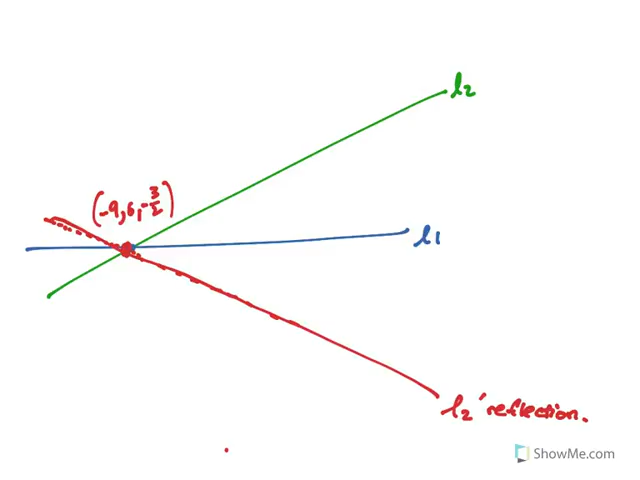 l2
(-9, 6, -3/2)
l1
l2' reflection.
ShowMe.com